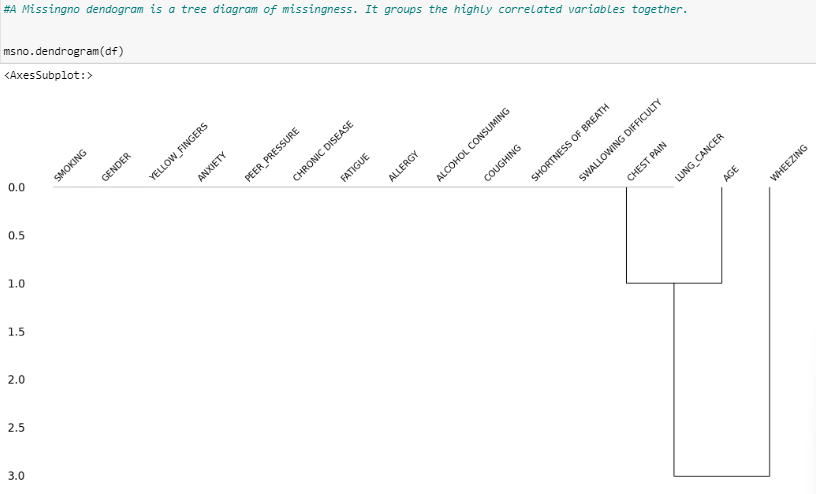 #A Missingno dendogram is a tree diagram of missingness. It groups the highly correlated variables together.
msno.dendrogram(df)
<AxesSubplot:>
SMOKING
GENDER
YELLOW_FINGERS
ANXIETY
PEER_PRESSURE
CHRONIC DISEASE
FATIGUE
ALLERGY
ALCOHOL CONSUMING
COUGHING
SHORTNESS OF BREATH
SWALLOWING DIFFICULTY
CHEST PAIN
LUNG_CANCER
AGE
WHEEZING
0.0
0.5
1.0
1.5
2.0
2.5
3.0